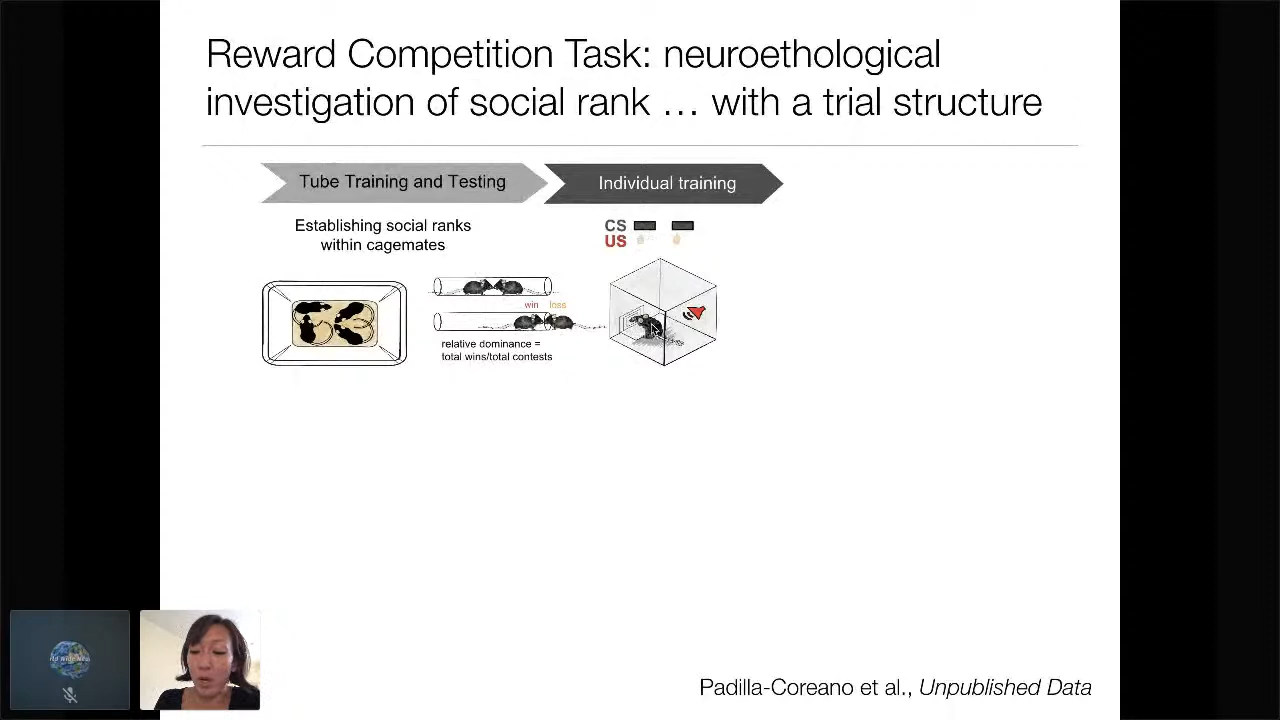 Reward Competition Task: neuroethological
investigation of social rank … with a trial structure
Tube Training and Testing
Individual training
Establishing social ranks
within cagemates
CS
US
win loss
relative dominance =
total wins/total contests
Padilla-Coreano et al., Unpublished Data